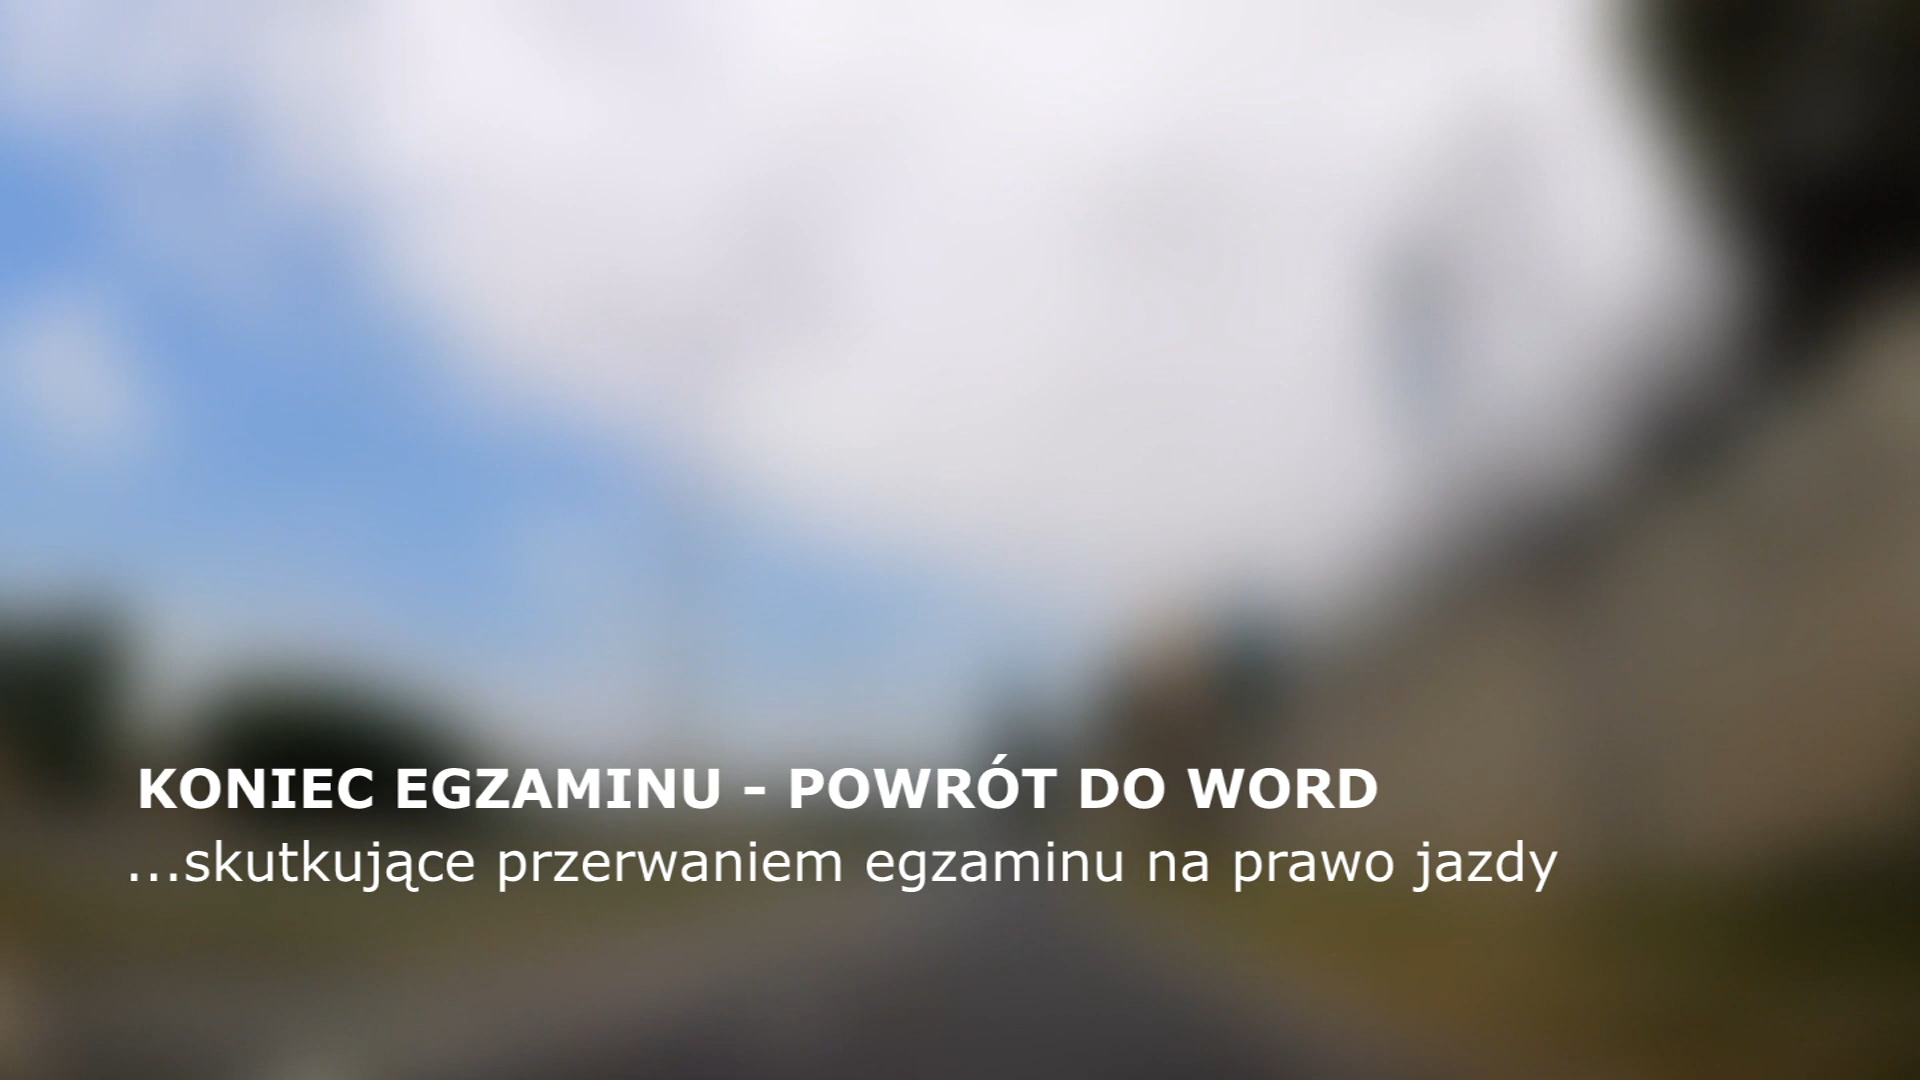 KONIEC EGZAMINU - POWRÓT DO WORD
...skutkujące przerwaniem egzaminu na prawo jazdy